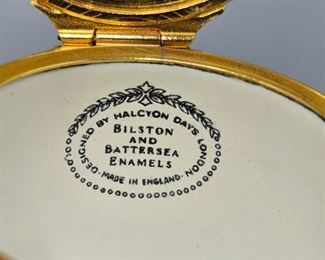 DESIGNED BY HALCYON DAYS LONDON
BILSTON
AND
BATTERSEA
ENAMELS
· MADE IN ENGLAND ·